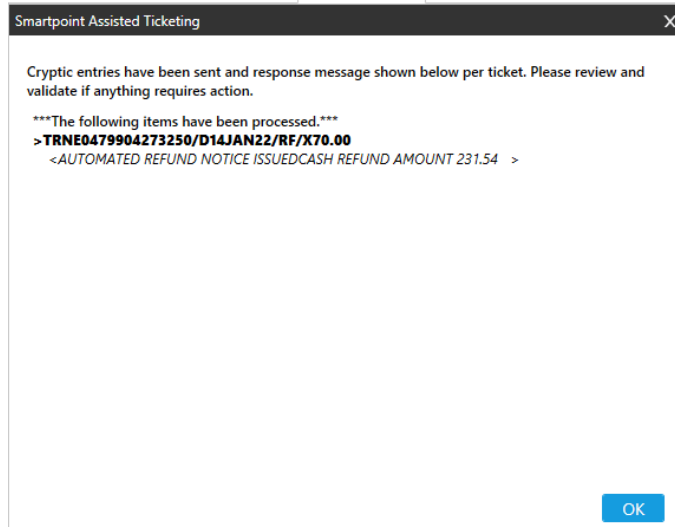 Smartpoint Assisted Ticketing X
Cryptic entries have been sent and response message shown below per ticket. Please review and
validate if anything requires action.
***The following items have been processed.***
>TRNE0479904273250/D14JAN22/RF/X70.00
<AUTOMATED REFUND NOTICE ISSUEDCASH REFUND AMOUNT 231.54 >
OK